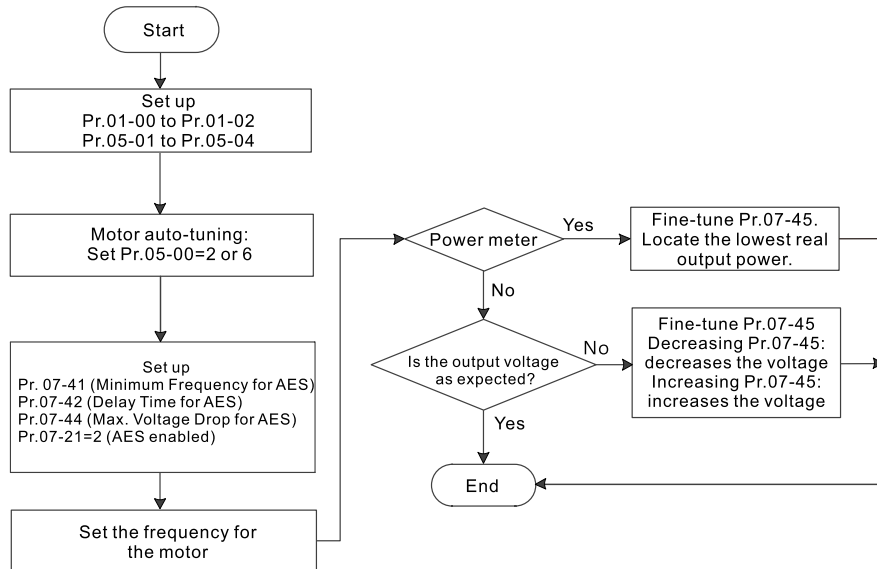 Start
Set up
Pr.01-00 to Pr.01-02
Pr.05-01 to Pr.05-04
Motor auto-tuning:
Set Pr.05-00=2 or 6
Set up
Pr. 07-41 (Minimum Frequency for AES)
Pr.07-42 (Delay Time for AES)
Pr.07-44 (Max. Voltage Drop for AES)
Pr.07-21=2 (AES enabled)
Set the frequency for
the motor
Power meter
Yes
Fine-tune Pr.07-45.
Locate the lowest real
output power.
No
Is the output voltage
as expected?
No
Fine-tune Pr.07-45
Decreasing Pr.07-45:
decreases the voltage
Increasing Pr.07-45:
increases the voltage
Yes
End